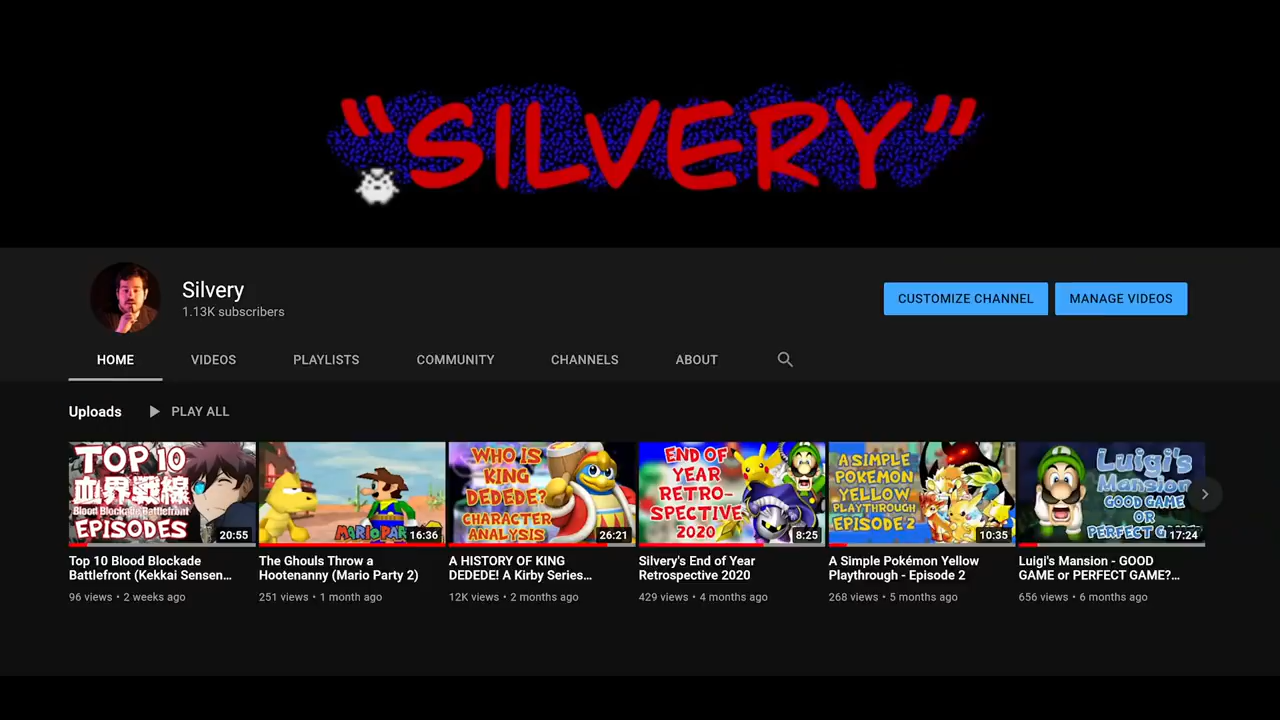 “SILVERY”
Silvery
1.13K subscribers
CUSTOMIZE CHANNEL
MANAGE VIDEOS
HOME
VIDEOS
PLAYLISTS
COMMUNITY
CHANNELS
ABOUT
Uploads
PLAY ALL
TOP 10
血界戦線
Blood Blockade Battlefront
EPISODES
20:55
MARIO PAR
16:36
WHO IS
KING
DEDEDE?
CHARACTER
ANALYSIS
26:21
END OF
YEAR
RETRO-
SPECTIVE
2020
8:25
A SIMPLE
POKEMON
YELLOW
PLAYTHROUGH
EPISODE 2
10:35
Luigi's
Mansion
GOOD GAME
OR
PERFECT G
17:24
Top 10 Blood Blockade
Battlefront (Kekkai Sensen...
96 views • 2 weeks ago
The Ghouls Throw a
Hootenanny (Mario Party 2)
251 views • 1 month ago
A HISTORY OF KING
DEDEDE! A Kirby Series...
12K views • 2 months ago
Silvery's End of Year
Retrospective 2020
429 views • 4 months ago
A Simple Pokémon Yellow
Playthrough - Episode 2
268 views • 5 months ago
Luigi's Mansion - GOOD
GAME or PERFECT GAME?...
656 views • 6 months ago